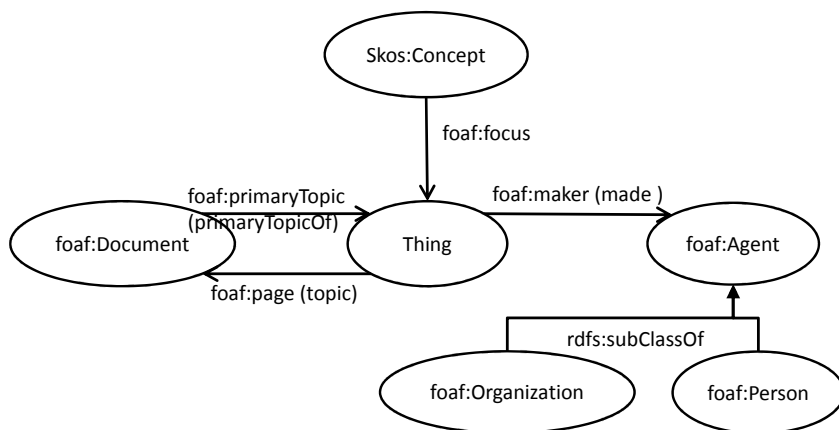 Skos:Concept
foaf:focus
foaf:primaryTopic
(primaryTopicOf)
foaf:maker (made )
foaf:Document
Thing
foaf:Agent
foaf:page (topic)
rdfs:subClassOf
foaf:Organization
foaf:Person